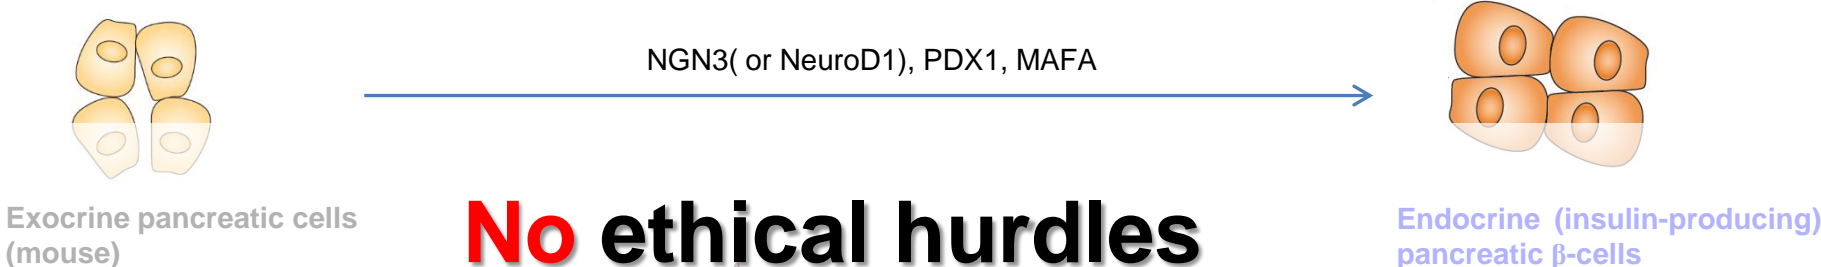 NGN3( or NeuroD1), PDX1, MAFA
Exocrine pancreatic cells
(mouse)
No ethical hurdles
Endocrine (insulin-producing)
pancreatic β-cells